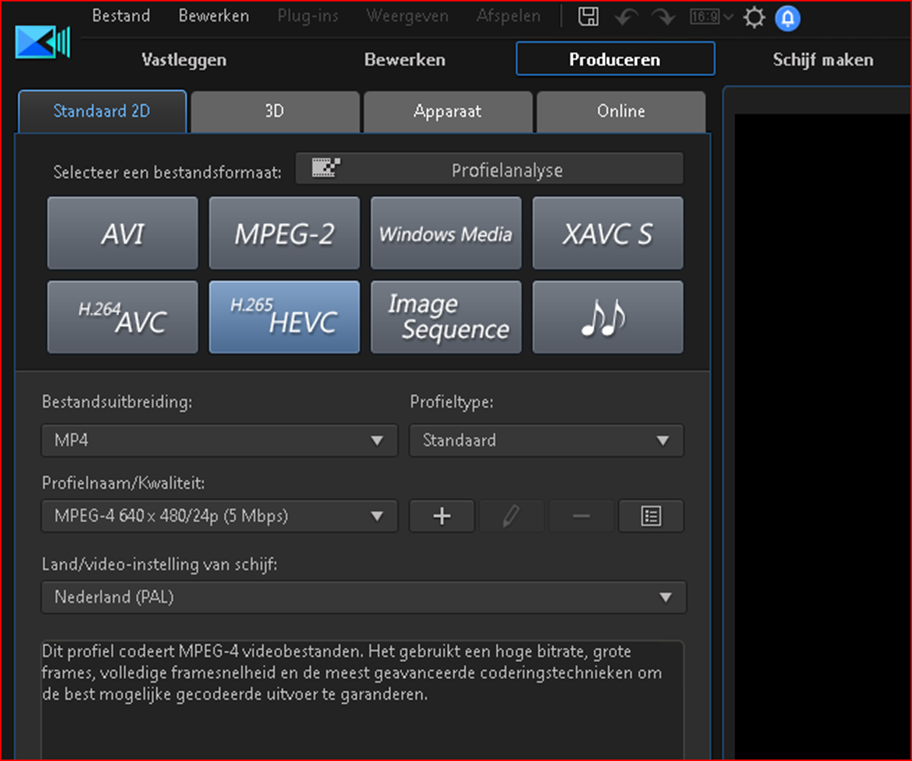 Bestand Bewerken Plug-ins Weergeven Afspelen 16:9
Vastleggen Bewerken Produceren Schijf maken
Standaard 2D 3D Apparaat Online
Selecteer een bestandsformaat: Profielanalyse
AVI MPEG-2 Windows Media XAVC S
H.264 AVC H.265 HEVC Image Sequence
Bestandsuitbreiding: Profieltype:
MP4 Standaard
Profielnaam/Kwaliteit:
MPEG-4 640 x 480/24p (5 Mbps)
Land/video-instelling van schijf:
Nederland (PAL)
Dit profiel codeert MPEG-4 videobestanden. Het gebruikt een hoge bitrate, grote
frames, volledige framesnelheid en de meest geavanceerde coderingstechnieken om
de best mogelijke gecodeerde uitvoer te garanderen.